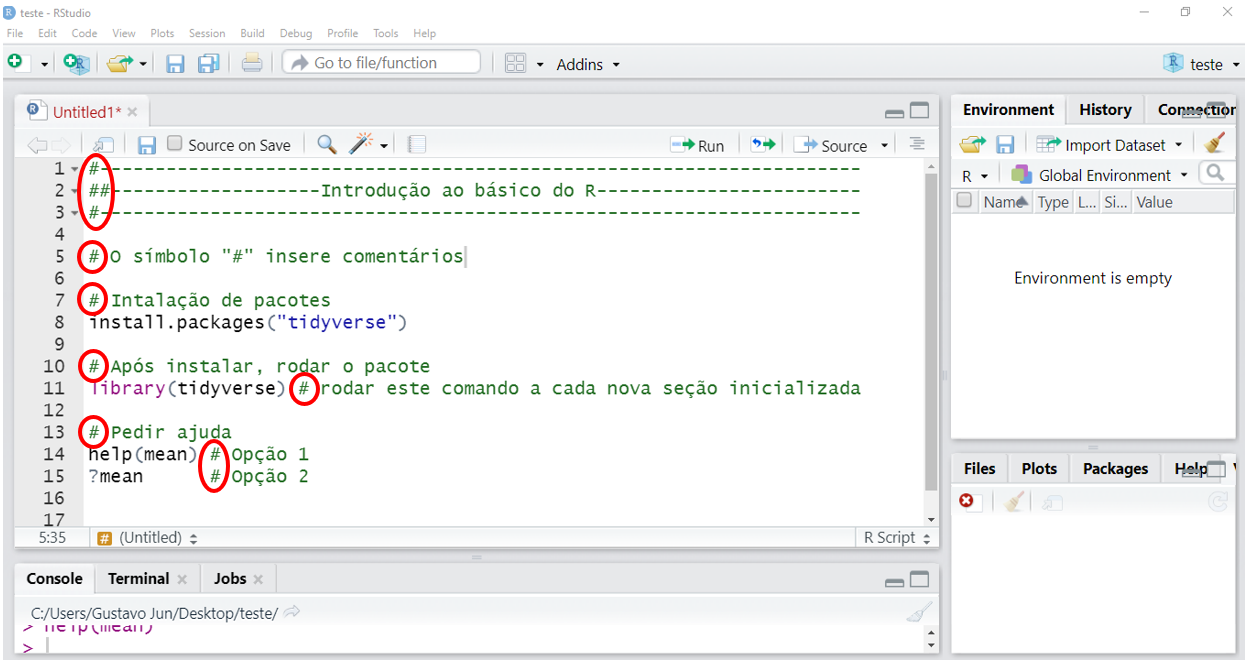 teste - RStudio
File Edit Code View Plots Session Build Debug Profile Tools Help
Go to file/function Addins teste
Untitled1*
Source on Save Run Source
1 #----------------------------------------------------------------------
2 ##-------------------Introdução ao básico do R------------------------
3 #----------------------------------------------------------------------
4
5 # O símbolo "#" insere comentários
6
7 # Intalação de pacotes
8 install.packages("tidyverse")
9
10 # Após instalar, rodar o pacote
11 library(tidyverse) # rodar este comando a cada nova seção inicializada
12
13 # Pedir ajuda
14 help(mean) # Opção 1
15 ?mean # Opção 2
16
17
5:35 # (Untitled) R Script
Console Terminal Jobs
C:/Users/Gustavo Jun/Desktop/teste/
> help(mean)
>
Environment History Connection
Import Dataset
R Global Environment
Name Type L... Si... Value
Environment is empty
Files Plots Packages Help